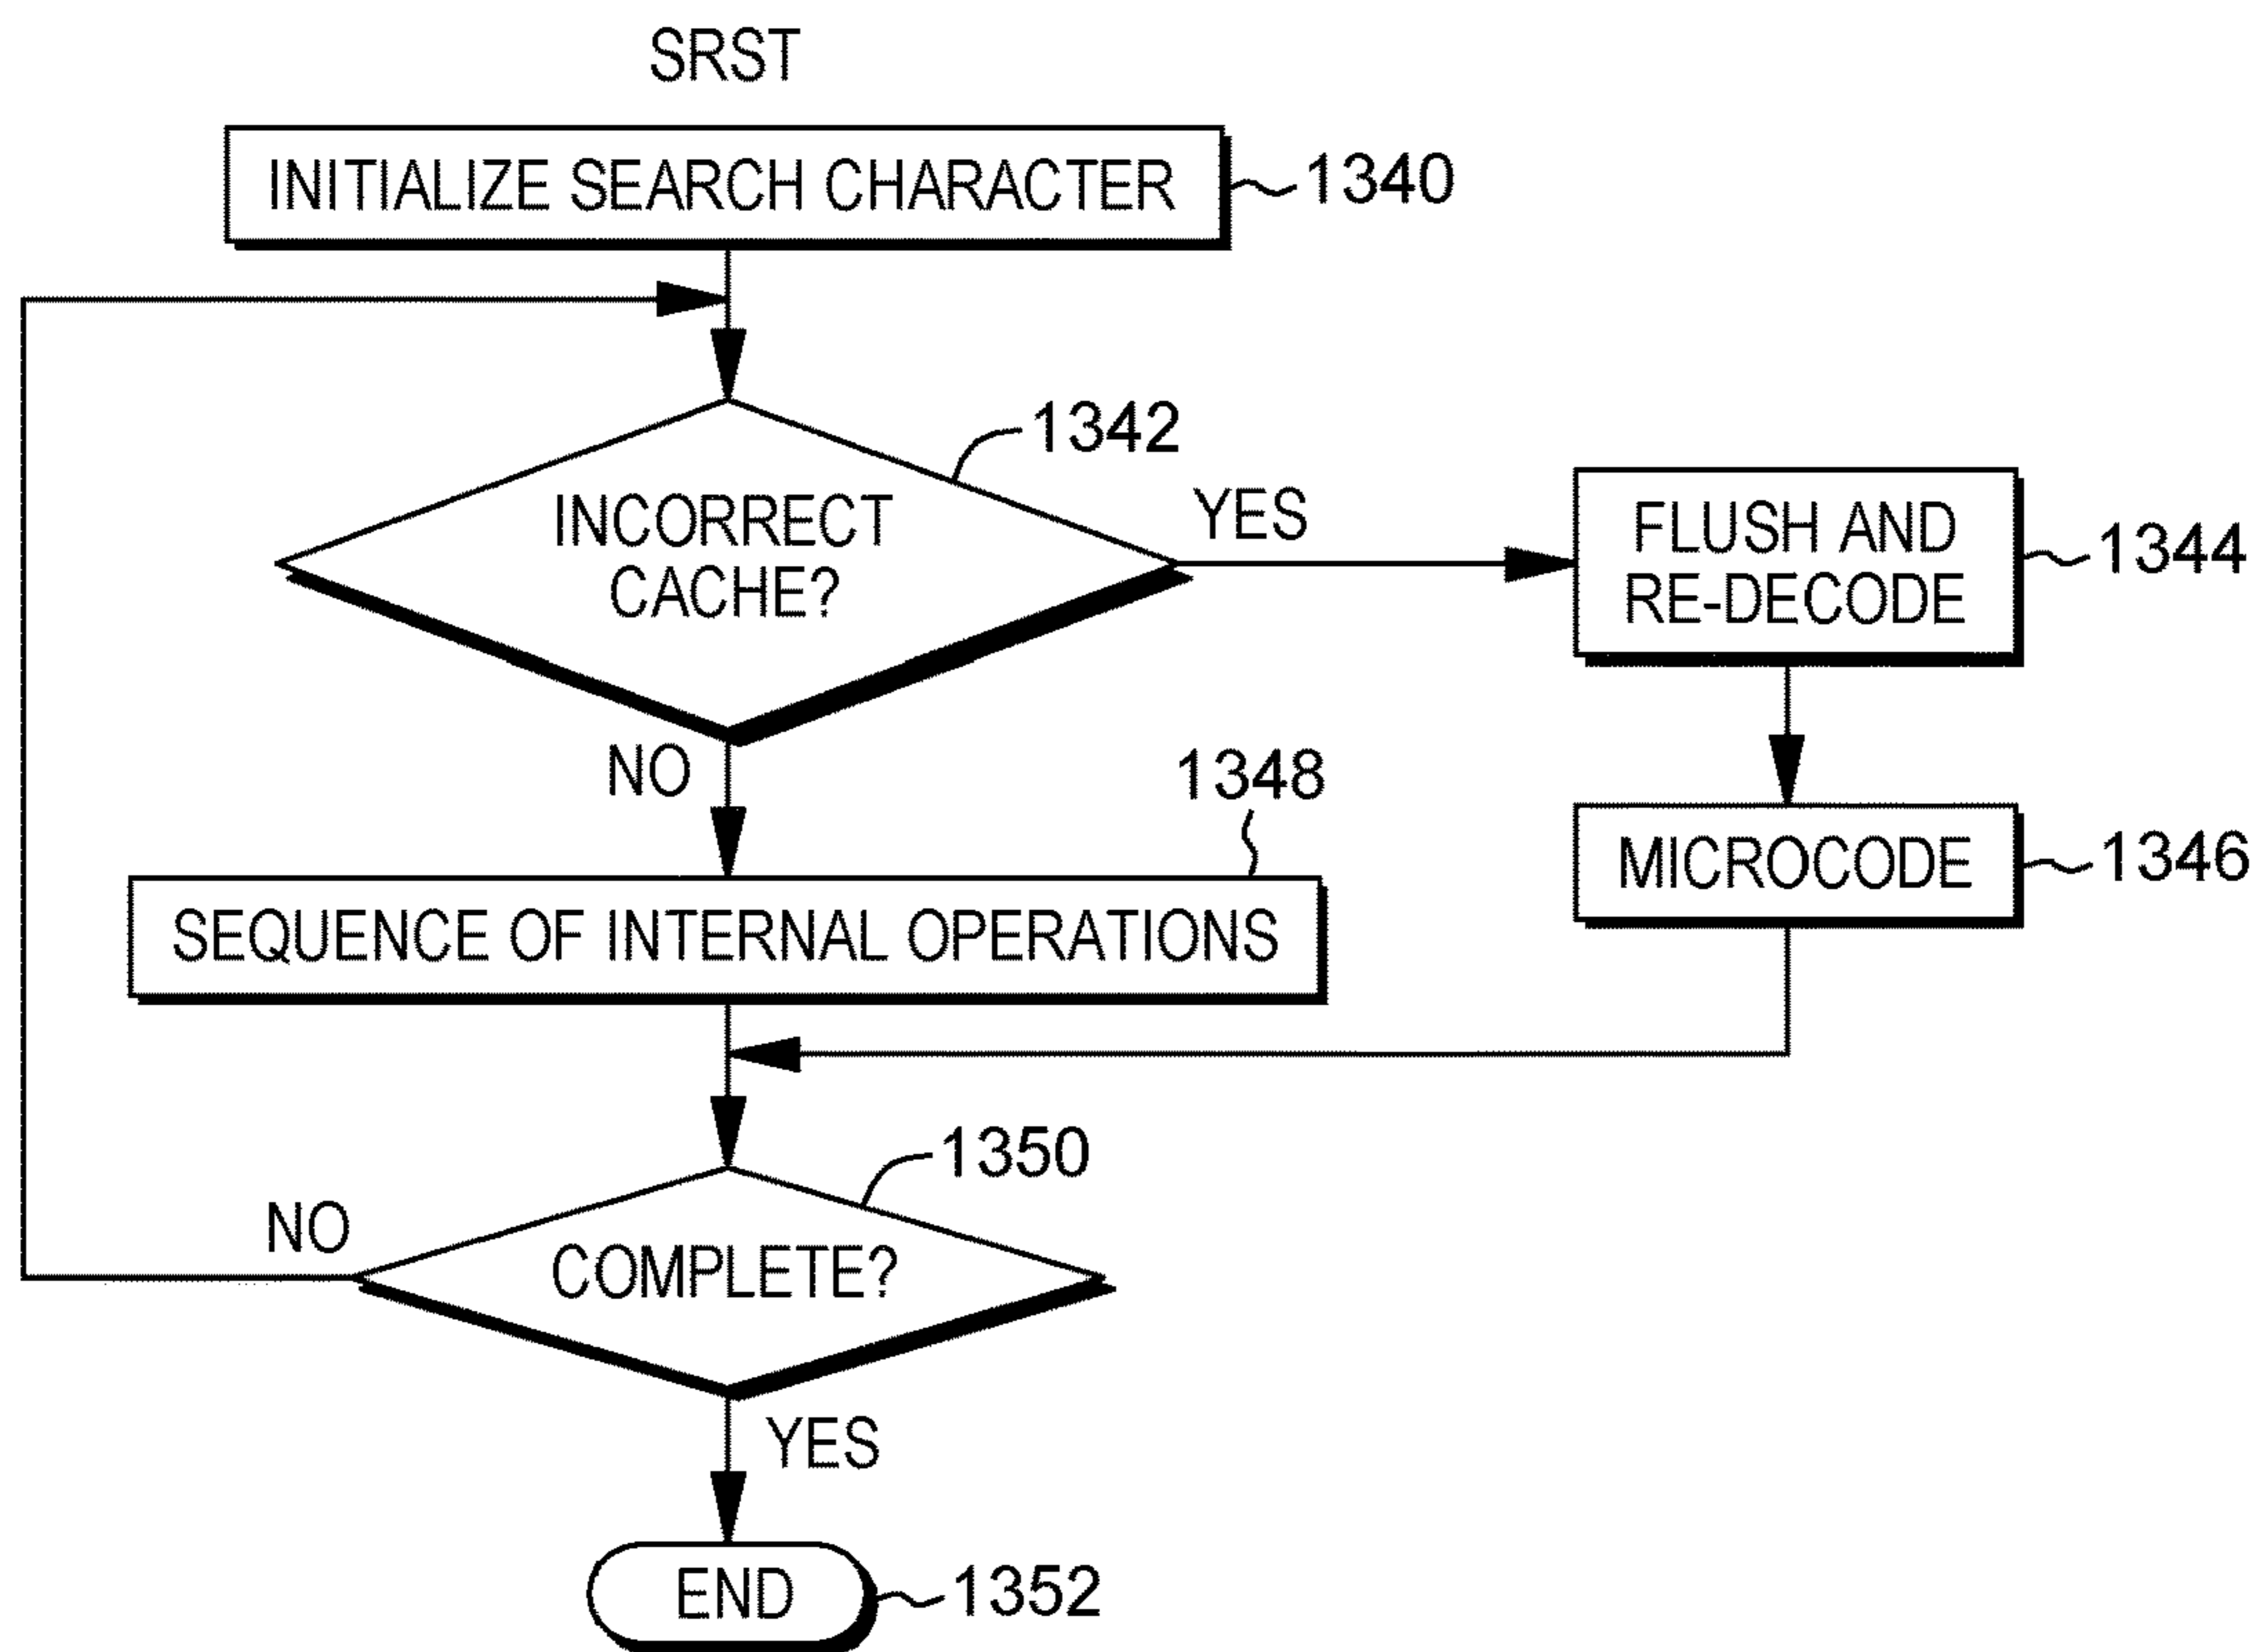 SRST
INITIALIZE SEARCH CHARACTER
1340
1342
INCORRECT
CACHE?
YES
FLUSH AND
RE-DECODE
1344
NO
1348
MICROCODE
1346
SEQUENCE OF INTERNAL OPERATIONS
1350
NO
COMPLETE?
YES
END
1352